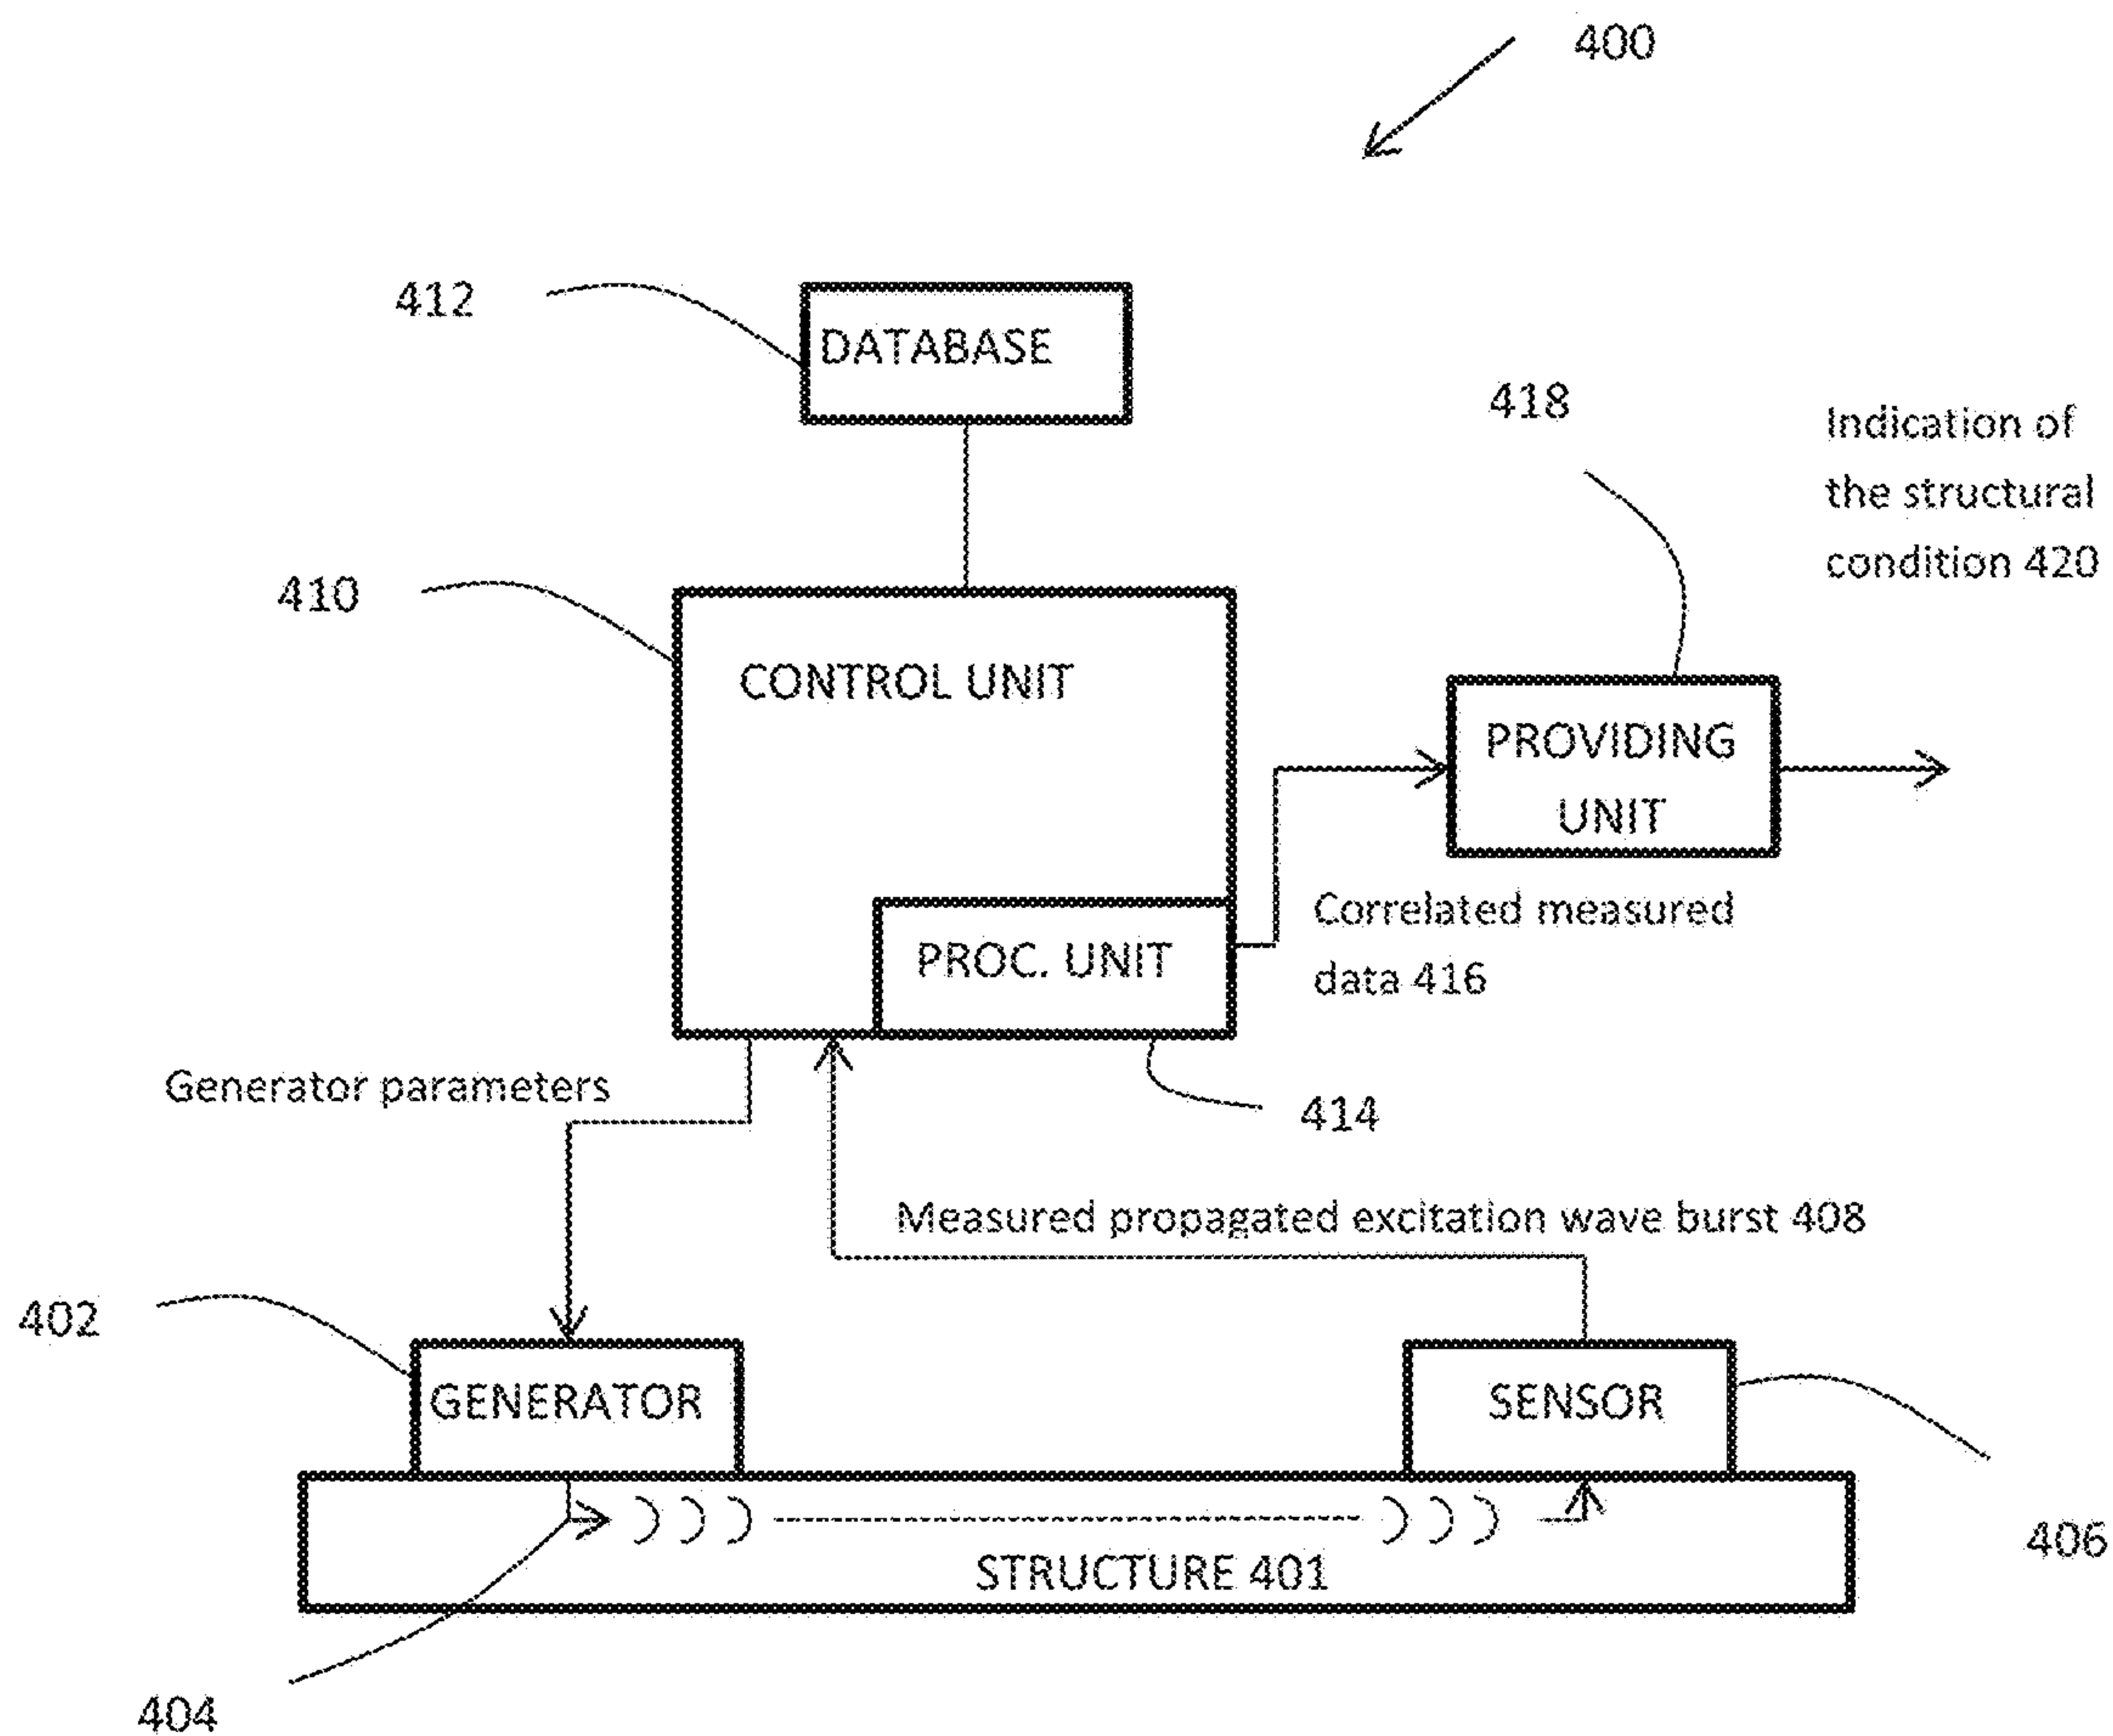 400
412
DATABASE
418
Indication of
the structural
condition 420
410
CONTROL UNIT
PROVIDING
UNIT
Correlated measured
data 416
PROC. UNIT
Generator parameters
414
Measured propagated excitation wave burst 408
402
GENERATOR
SENSOR
406
STRUCTURE 401
404